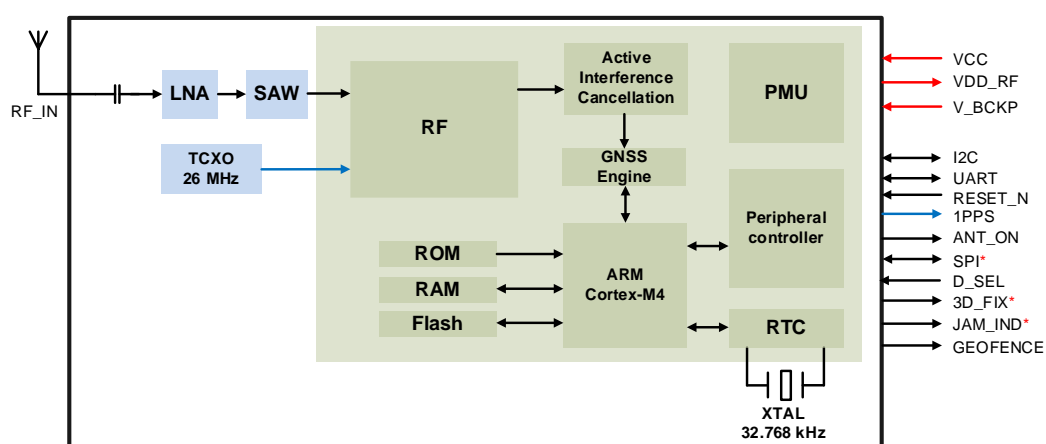 RF_IN
LNA
SAW
TCXO
26 MHz
RF
Active
Interference
Cancellation
GNSS
Engine
PMU
ROM
RAM
Flash
ARM
Cortex-M4
Peripheral
controller
RTC
XTAL
32.768 kHz
VCC
VDD_RF
V_BCKP
I2C
UART
RESET_N
1PPS
ANT_ON
SPI*
D_SEL
3D_FIX*
JAM_IND*
GEOFENCE